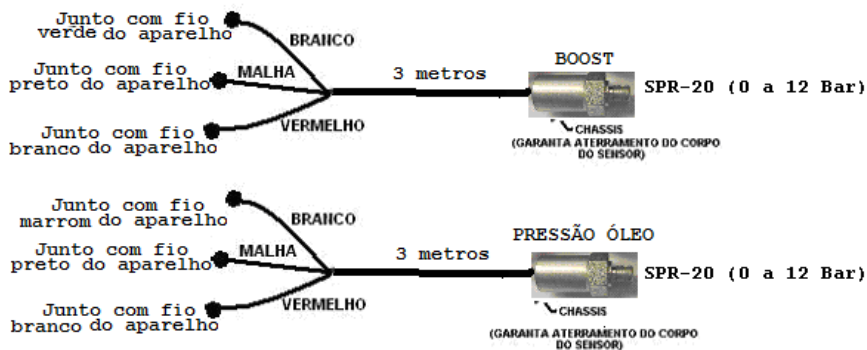 Junto com fio
verde do aparelho
BRANCO
Junto com fio
preto do aparelho
MALHA
3 metros
BOOST
SPR-20 (0 a 12 Bar)
Junto com fio
branco do aparelho
VERMELHO
CHASSIS
(GARANTA ATERRAMENTO DO CORPO
DO SENSOR)
Junto com fio
marrom do aparelho
BRANCO
Junto com fio
preto do aparelho
MALHA
3 metros
PRESSÃO ÓLEO
SPR-20 (0 a 12 Bar)
Junto com fio
branco do aparelho
VERMELHO
CHASSIS
(GARANTA ATERRAMENTO DO CORPO
DO SENSOR)